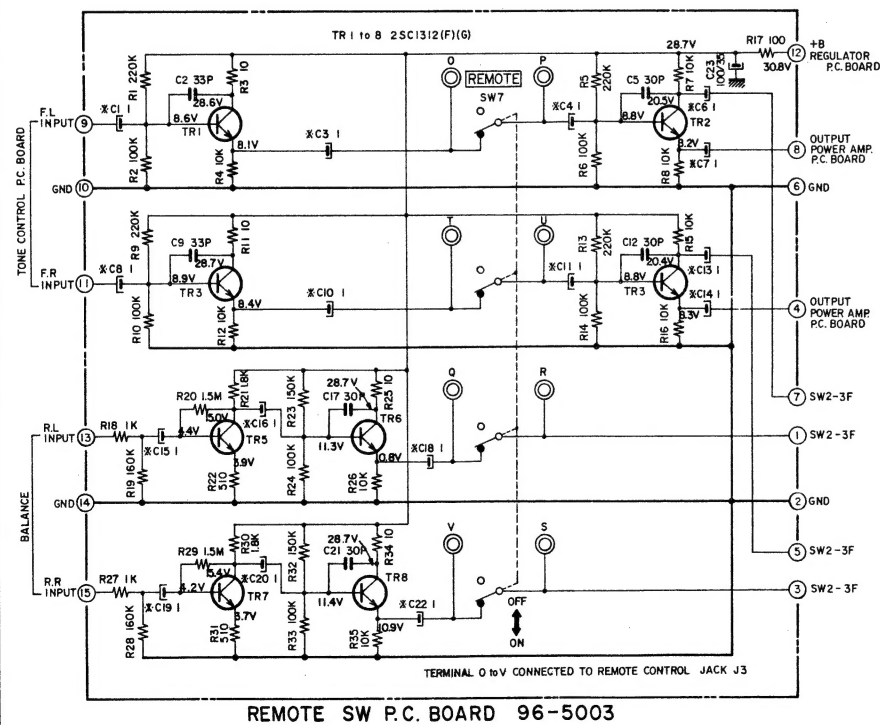 TR 1 to 8 2SC1312(F)(G)
O
P
REMOTE
SW7
28.7V
R17 100
12
+B
REGULATOR
P.C. BOARD
30.8V
C23
100/35
R1 220K
C2 33P
R3 10
28.6V
F.L
INPUT
9
※C1 1
8.6V
TR1
8.1V
※C3 1
R2 100K
R4 10K
R5
220K
C5 30P
R7 10K
20.5V
※C6 1
※C4 1
8.8V
TR2
8.2V
※C7 1
R6 100K
R8 10K
8
OUTPUT
POWER AMP.
P.C. BOARD
GND
10
6
GND
TONE CONTROL P.C. BOARD
R9
220K
C9 33P
R11 10
28.7V
T
U
F.R
INPUT
11
※C8 1
8.9V
TR3
8.4V
※C10 1
R10 100K
R12 10K
R13
220K
C12 30P
R15 10K
20.4V
※C13 1
※C11 1
8.8V
TR3
8.3V
※C14 1
R14 100K
R16 10K
4
OUTPUT
POWER AMP.
P.C. BOARD
7
SW2-3F
R20 1.5M
R21 1.8K
15.0V
※C16 1
R23 150K
28.7V
C17 30P
R25 10
TR6
Q
R
R.L
INPUT
13
R18 1K
※C15 1
4.4V
TR5
3.9V
11.3V
10.8V
※C18 1
1
SW2-3F
R19 160K
R22
510
R24 100K
R26
10K
GND
14
2
GND
BALANCE
R29 1.5M
R30
1.8K
15.4V
※C20 1
R32 150K
28.7V
C21 30P
R34 10
TR8
V
S
5
SW2-3F
R.R
INPUT
15
R27 1K
※C19 1
4.2V
TR7
3.7V
11.4V
10.9V
※C22 1
3
SW2-3F
R28 160K
R31
510
R33 100K
R35
10K
OFF
ON
TERMINAL O to V CONNECTED TO REMOTE CONTROL JACK J3
REMOTE SW P.C. BOARD 96-5003